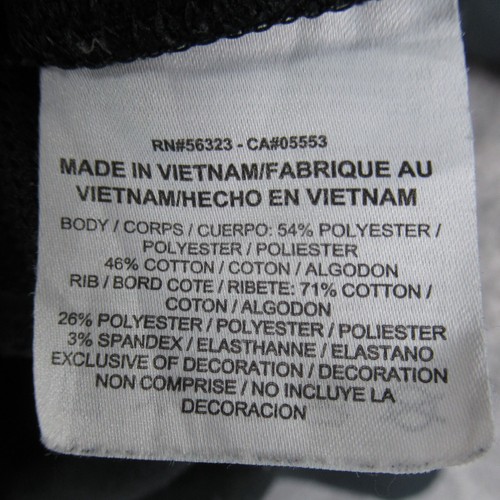 RN#56323 - CA#05553
MADE IN VIETNAM/FABRIQUE AU
VIETNAM/HECHO EN VIETNAM
BODY / CORPS / CUERPO: 54% POLYESTER /
POLYESTER / POLIESTER
46% COTTON / COTON / ALGODON
RIB / BORD COTE / RIBETE: 71% COTTON /
COTON / ALGODON
26% POLYESTER / POLYESTER / POLIESTER
3% SPANDEX / ELASTHANNE / ELASTANO
EXCLUSIVE OF DECORATION / DECORATION
NON COMPRISE / NO INCLUYE LA
DECORACION